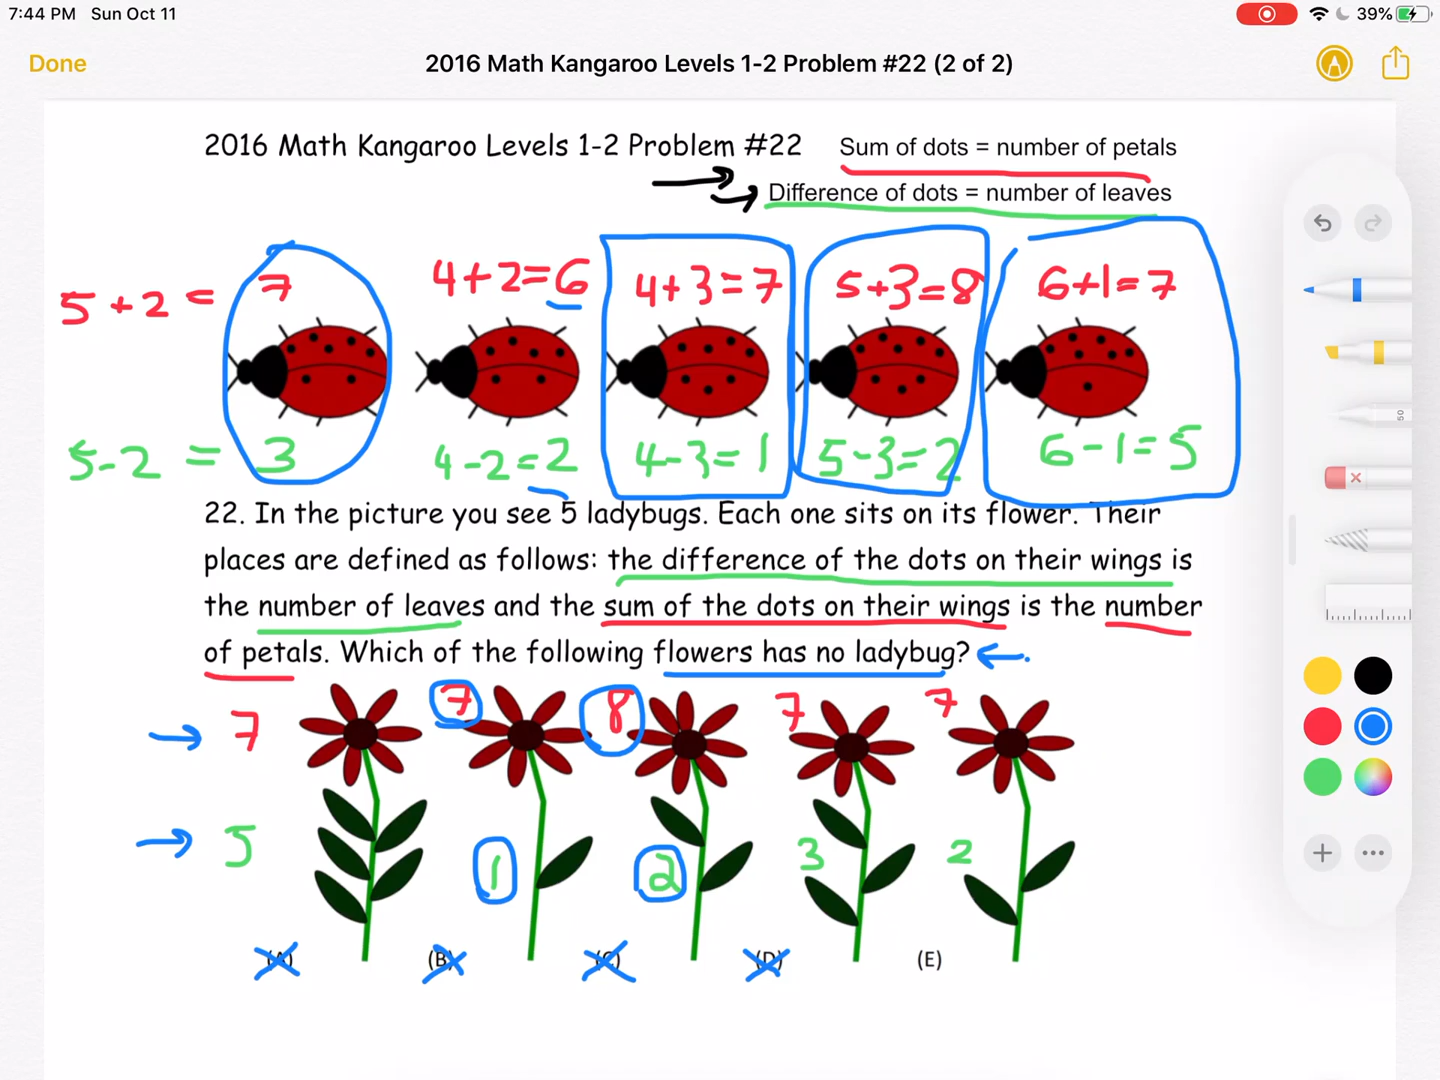 7:44 PM Sun Oct 11
39%
Done
2016 Math Kangaroo Levels 1-2 Problem #22 (2 of 2)
2016 Math Kangaroo Levels 1-2 Problem #22
Sum of dots = number of petals
Difference of dots = number of leaves
5+2=7
4+2=6
4+3=7
5+3=8
6+1=7
5-2=3
4-2=2
4-3=1
5-3=2
6-1=5
22. In the picture you see 5 ladybugs. Each one sits on its flower. Their
places are defined as follows: the difference of the dots on their wings is
the number of leaves and the sum of the dots on their wings is the number
of petals. Which of the following flowers has no ladybug?
7 7 8 7 7
5 1 2 3 2
(A) (B) (C) (D) (E)
50